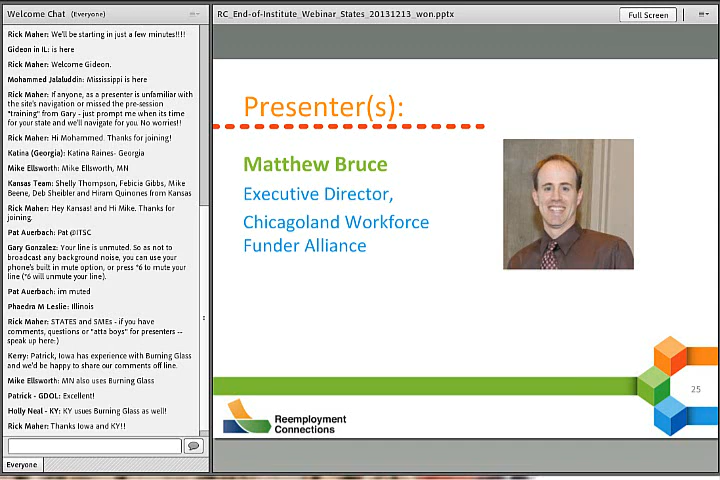 Welcome Chat (Everyone)
Rick Maher: We'll be starting in just a few minutes!!!!
Gideon in IL: is here
Rick Maher: Welcome Gideon.
Mohammed Jalaluddin: Mississippi is here
Rick Maher: If anyone, as a presenter is unfamiliar with
the site's navigation or missed the pre-session
"training" from Gary - just prompt me when its time
for your state and we'll navigate for you. No worries!!
Rick Maher: Hi Mohammed. Thanks for joining!
Katina (Georgia): Katina Raines- Georgia
Mike Ellsworth: Mike Ellsworth, MN
Kansas Team: Shelly Thompson, Febicia Gibbs, Mike
Beene, Deb Sheibler and Hiram Quinones from Kansas
Rick Maher: Hey Kansas! and Hi Mike. Thanks for
joining.
Pat Auerbach: Pat @ITSC
Gary Gonzalez: Your line is unmuted. So as not to
broadcast any background noise, you can use your
phone's built in mute option, or press *6 to mute your
line (*6 will unmute your line).
Pat Auerbach: im muted
Phaedra M Leslie: Illinois
Rick Maher: STATES and SMEs - if you have
comments, questions or "atta boys" for presenters --
speak up here:)
Kerry: Patrick, Iowa has experience with Burning Glass
and we'd be happy to share our comments off line.
Mike Ellsworth: MN also uses Burning Glass
Patrick - GDOL: Excellent!
Holly Neal - KY: KY usues Burning Glass as well!
Rick Maher: Thanks Iowa and KY!!
Everyone
RC_End-of-Institute_Webinar_States_20131213_won.pptx
Full Screen
Presenter(s):
Matthew Bruce
Executive Director,
Chicagoland Workforce
Funder Alliance
25
Reemployment
Connections